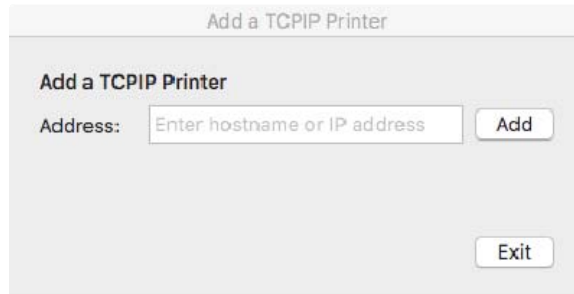 Add a TCPIP Printer
Add a TCPIP Printer
Address: Enter hostname or IP address Add
Exit